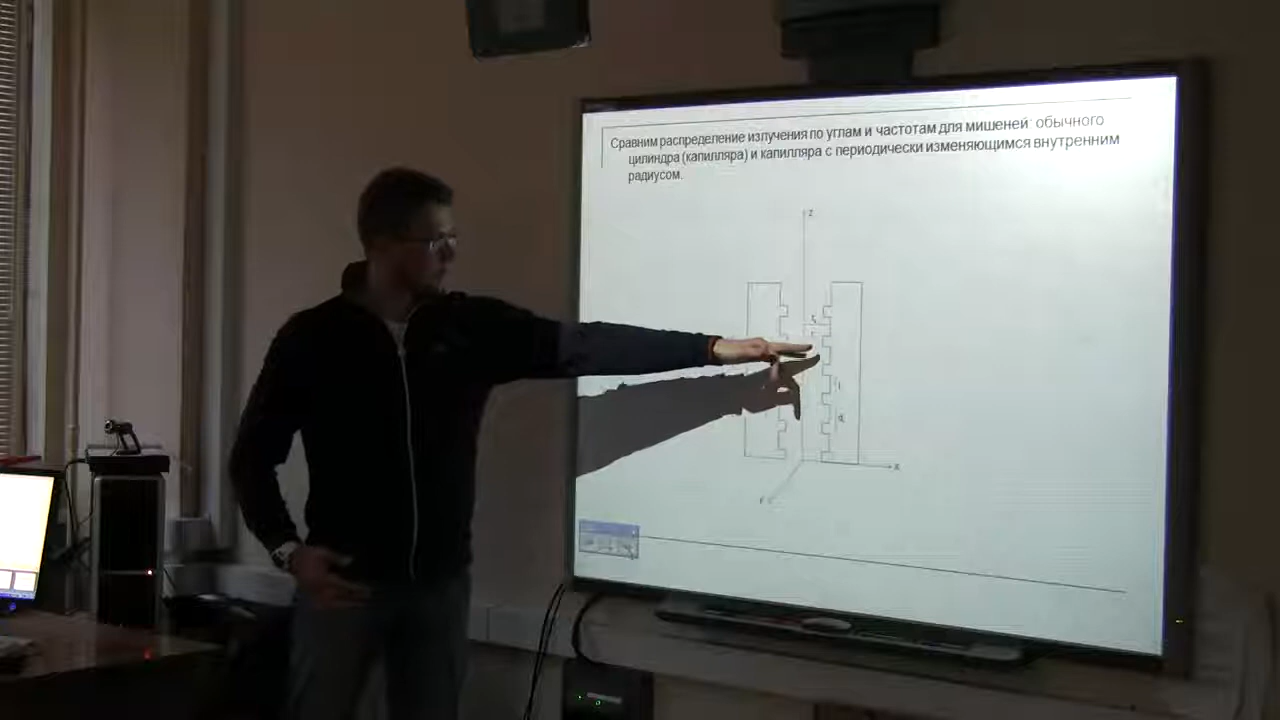 Сравним распределение излучения по углам и частотам для мишеней: обычного
цилиндра (капилляра) и капилляра с периодически изменяющимся внутренним
радиусом.
z
x